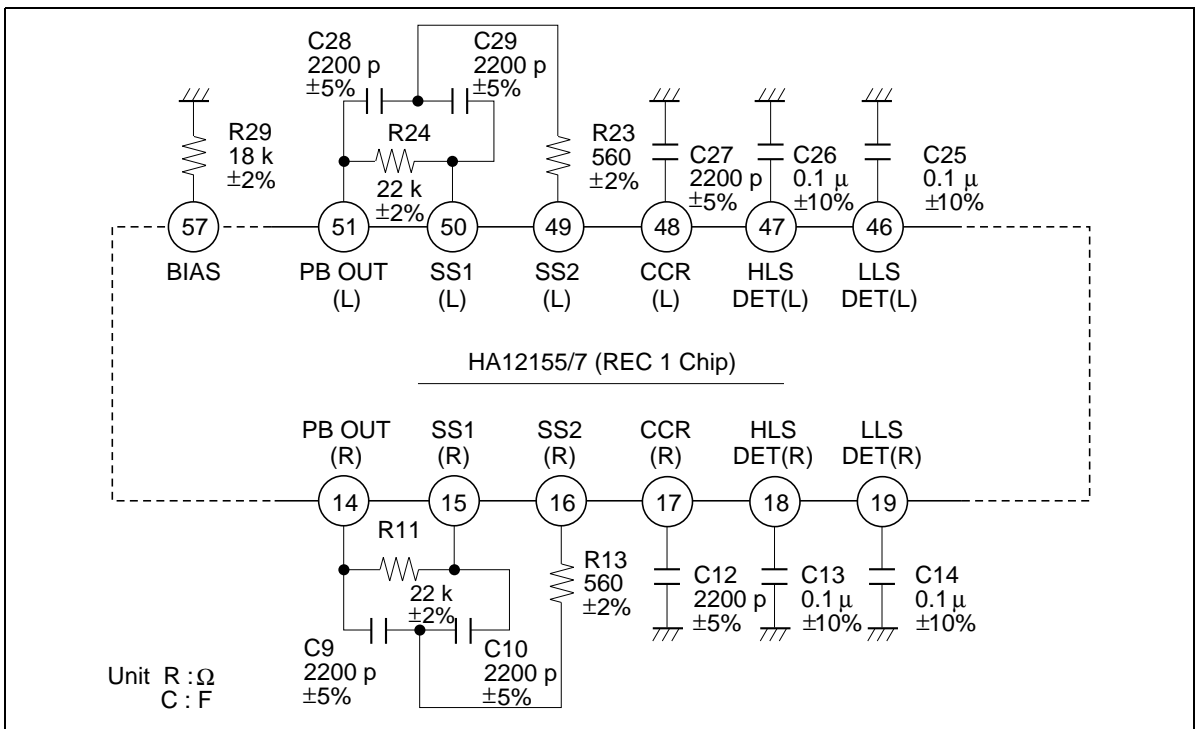 C28
2200 p
±5%
C29
2200 p
±5%
R29
18 k
±2%
R24
22 k
±2%
R23
560
±2%
C27
2200 p
±5%
C26
0.1 μ
±10%
C25
0.1 μ
±10%
57
51
50
49
48
47
46
BIAS
PB OUT
(L)
SS1
(L)
SS2
(L)
CCR
(L)
HLS
DET(L)
LLS
DET(L)
HA12155/7 (REC 1 Chip)
PB OUT
(R)
SS1
(R)
SS2
(R)
CCR
(R)
HLS
DET(R)
LLS
DET(R)
14
15
16
17
18
19
R11
22 k
±2%
R13
560
±2%
C12
2200 p
±5%
C13
0.1 μ
±10%
C14
0.1 μ
±10%
C9
2200 p
±5%
C10
2200 p
±5%
Unit R : Ω
C : F